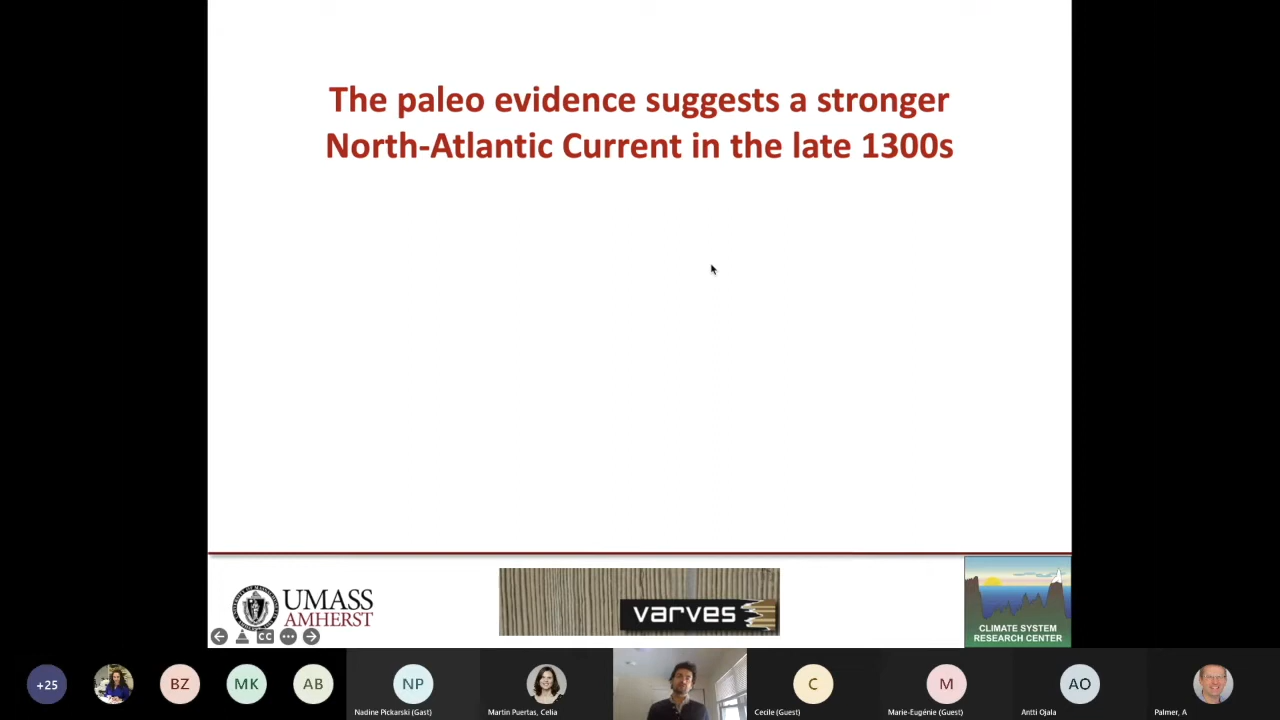 The paleo evidence suggests a stronger
North-Atlantic Current in the late 1300s
UMASS
AMHERST
varves
CLIMATE SYSTEM
RESEARCH CENTER
CC
+25
BZ
MK
AB
NP
Nadine Pickarski (Gast)
Martin Puertas, Celia
C
Cecile (Guest)
M
Marie-Eugénie (Guest)
AO
Antti Ojala
Palmer, A